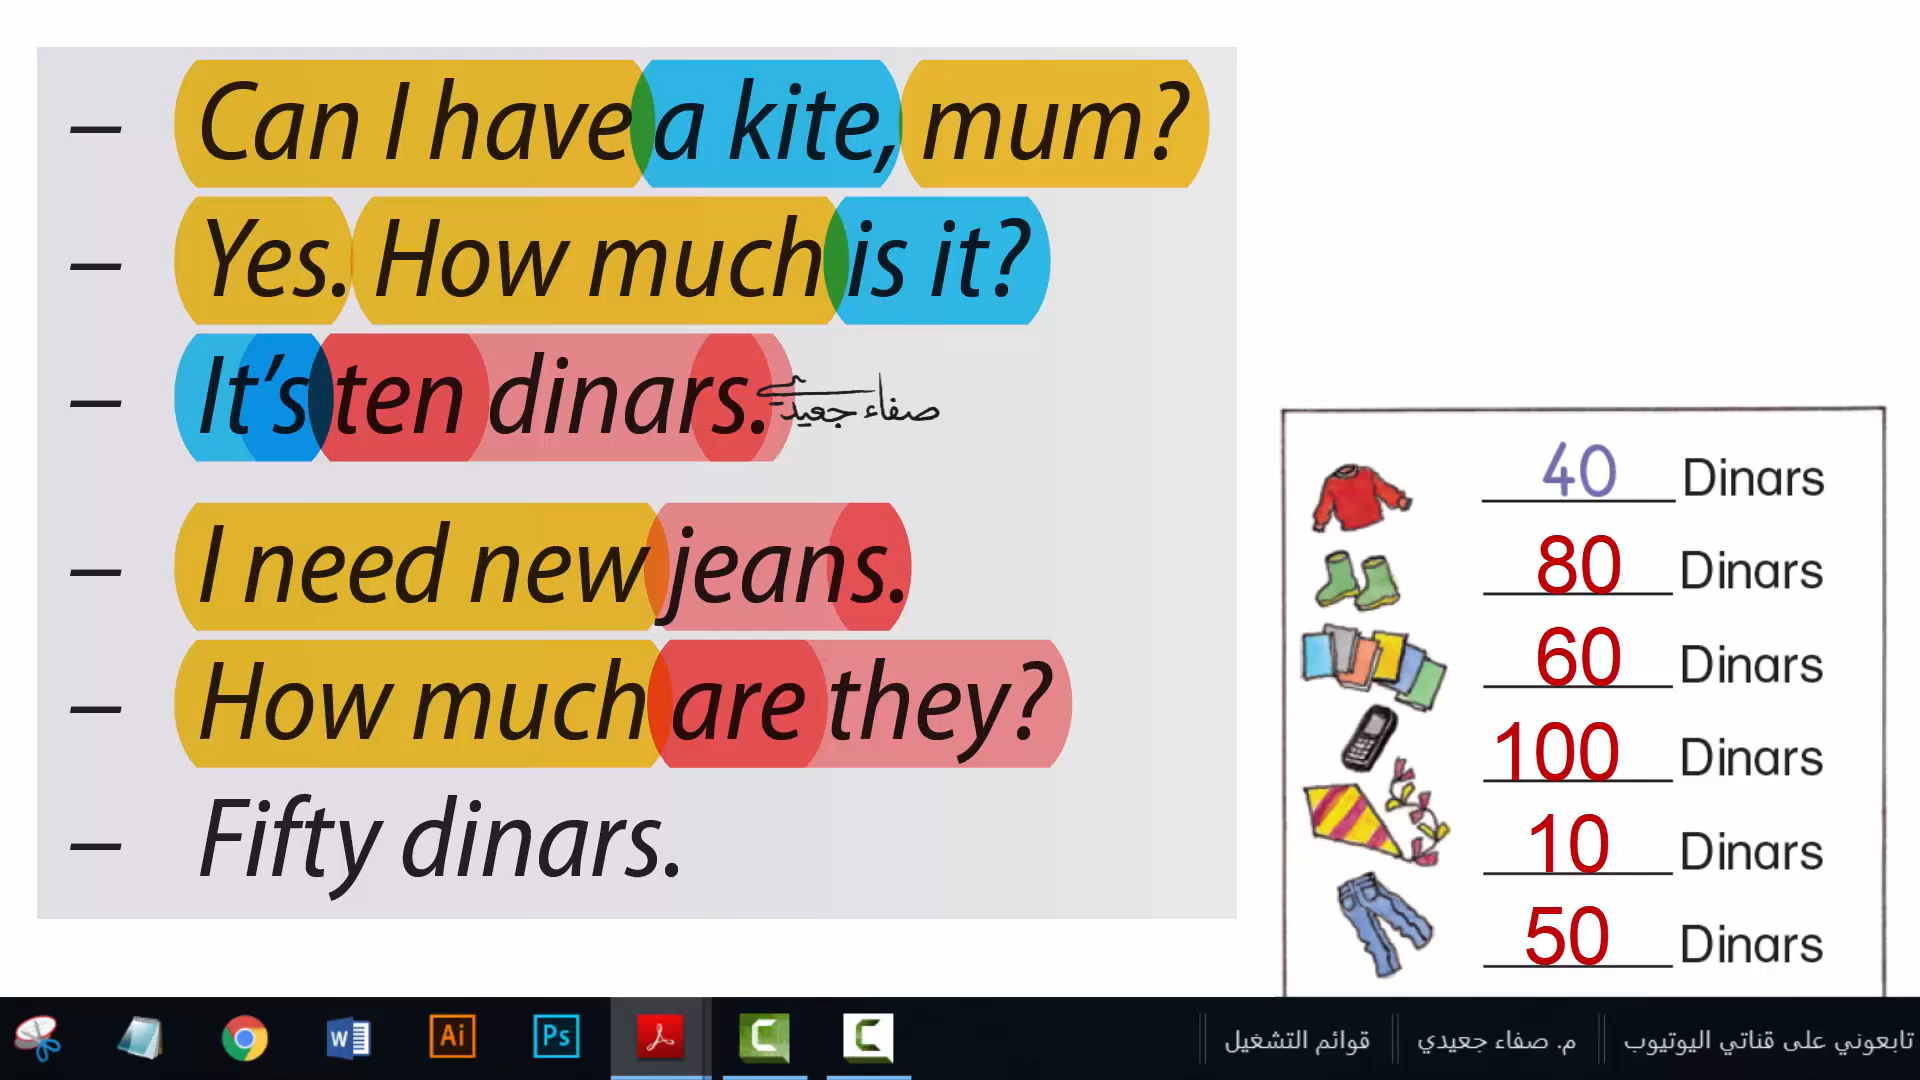 – Can I have a kite, mum?
– Yes. How much is it?
– It's ten dinars.
صفاء جعيدي
– I need new jeans.
– How much are they?
– Fifty dinars.
40 Dinars
80 Dinars
60 Dinars
100 Dinars
10 Dinars
50 Dinars
W Ai Ps C C
قوائم التشغيل
م. صفاء جعيدي
تابعوني على قناتي اليوتيوب